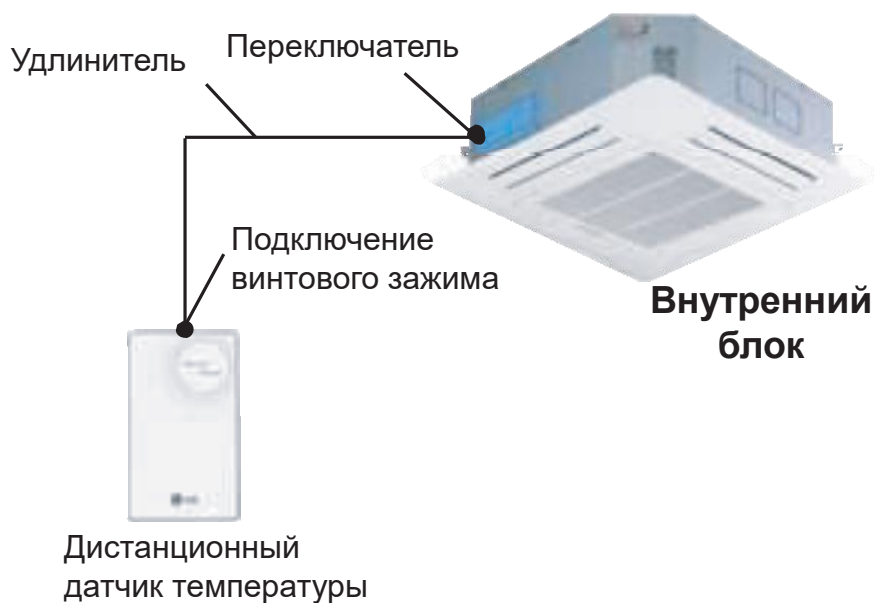 Удлинитель
Переключатель
Подключение
винтового зажима
Внутренний
блок
Дистанционный
датчик температуры